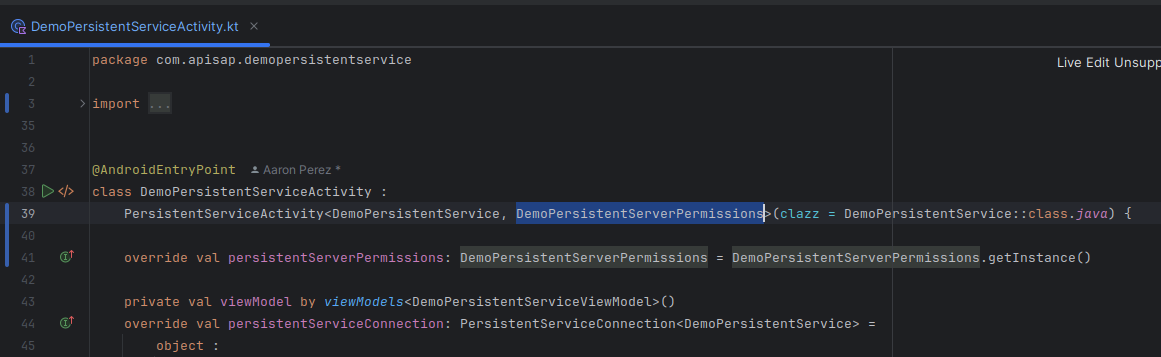 DemoPersistentServiceActivity.kt ×
1 package com.apisap.demopersistentservice
Live Edit Unsupp
2
3 > import ...
35
36
37 @AndroidEntryPoint Aaron Perez *
38 class DemoPersistentServiceActivity :
39 PersistentServiceActivity<DemoPersistentService, DemoPersistentServerPermissions>(clazz = DemoPersistentService::class.java) {
40
41 override val persistentServerPermissions: DemoPersistentServerPermissions = DemoPersistentServerPermissions.getInstance()
42
43 private val viewModel by viewModels<DemoPersistentServiceViewModel>()
44 override val persistentServiceConnection: PersistentServiceConnection<DemoPersistentService> =
45 object :